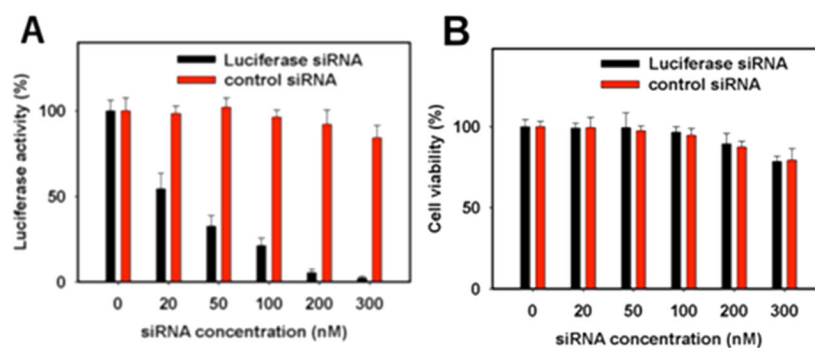 A
Luciferase siRNA
control siRNA
Luciferase activity (%)
100
50
0
0 20 50 100 200 300
siRNA concentration (nM)
B
Luciferase siRNA
control siRNA
Cell viability (%)
100
50
0
0 20 50 100 200 300
siRNA concentration (nM)